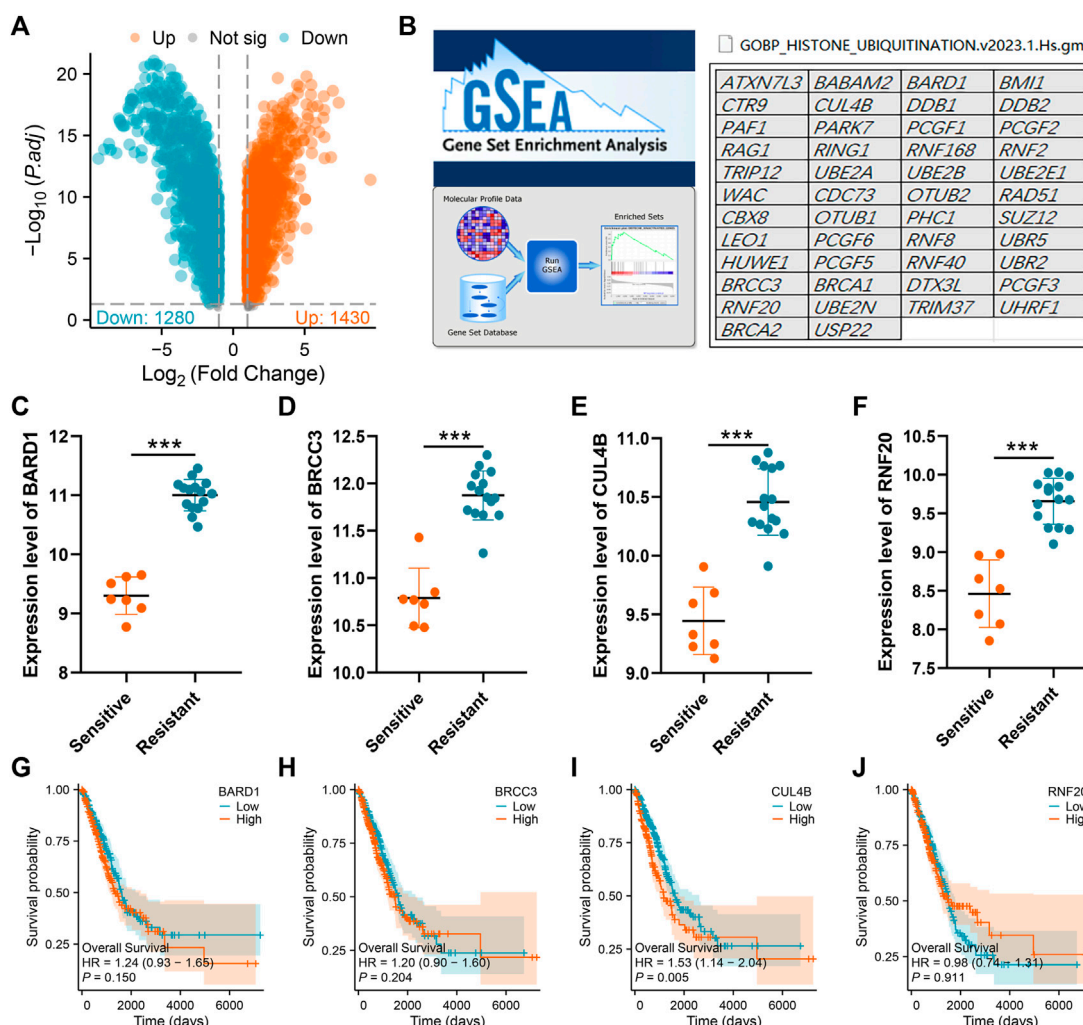 A
Up
Not sig
Down
−Log10 (P.adj)
20
15
10
5
0
Down: 1280
Up: 1430
−5
0
5
Log2 (Fold Change)
B
GSEA
Gene Set Enrichment Analysis
Molecular Profile Data
Run
GSEA
Enriched Sets
Gene Set Database
GOBP_HISTONE_UBIQUITINATION.v2023.1.Hs.gm
ATXN7L3 BABAM2 BARD1 BMI1
CTR9 CUL4B DDB1 DDB2
PAF1 PARK7 PCGF1 PCGF2
RAG1 RING1 RNF168 RNF2
TRIP12 UBE2A UBE2B UBE2E1
WAC CDC73 OTUB2 RAD51
CBX8 OTUB1 PHC1 SUZ12
LEO1 PCGF6 RNF8 UBR5
HUWE1 PCGF5 RNF40 UBR2
BRCC3 BRCA1 DTX3L PCGF3
RNF20 UBE2N TRIM37 UHRF1
BRCA2 USP22
C
Expression level of BARD1
12
11
10
9
8
***
Sensitive
Resistant
D
Expression level of BRCC3
12.5
12.0
11.5
11.0
10.5
10.0
***
Sensitive
Resistant
E
Expression level of CUL4B
11.0
10.5
10.0
9.5
9.0
***
Sensitive
Resistant
F
Expression level of RNF20
10.5
10.0
9.5
9.0
8.5
8.0
7.5
***
Sensitive
Resistant
G
BARD1
Low
High
Survival probability
1.00
0.75
0.50
0.25
Overall Survival
HR = 1.24 (0.93 − 1.65)
P = 0.150
0 2000 4000 6000
Time (days)
H
BRCC3
Low
High
Survival probability
1.00
0.75
0.50
0.25
Overall Survival
HR = 1.20 (0.90 − 1.60)
P = 0.204
0 2000 4000 6000
Time (days)
I
CUL4B
Low
High
Survival probability
1.00
0.75
0.50
0.25
Overall Survival
HR = 1.53 (1.14 − 2.04)
P = 0.005
0 2000 4000 6000
Time (days)
J
RNF20
Low
High
Survival probability
1.00
0.75
0.50
0.25
Overall Survival
HR = 0.98 (0.74 − 1.31)
P = 0.911
0 2000 4000 6000
Time (days)